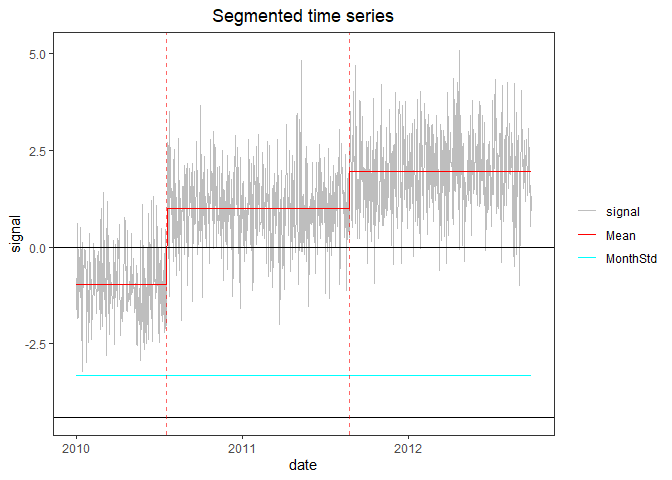 Segmented time series
5.0
2.5
0.0
-2.5
signal
2010
2011
2012
date
signal
Mean
MonthStd